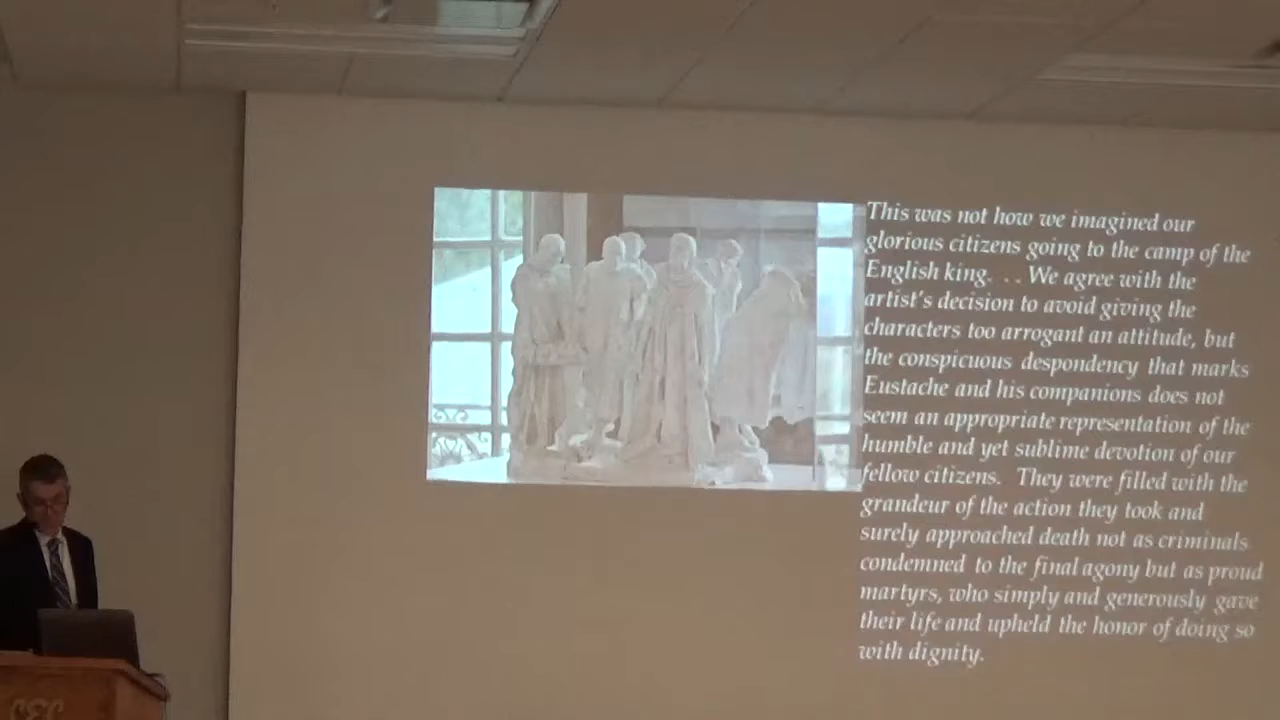 This was not how we imagined our
glorious citizens going to the camp of the
English king. . . We agree with the
artist's decision to avoid giving the
characters too arrogant an attitude, but
the conspicuous despondency that marks
Eustache and his companions does not
seem an appropriate representation of the
humble and yet sublime devotion of our
fellow citizens. They were filled with the
grandeur of the action they took and
surely approached death not as criminals
condemned to the final agony but as proud
martyrs, who simply and generously gave
their life and upheld the honor of doing so
with dignity.